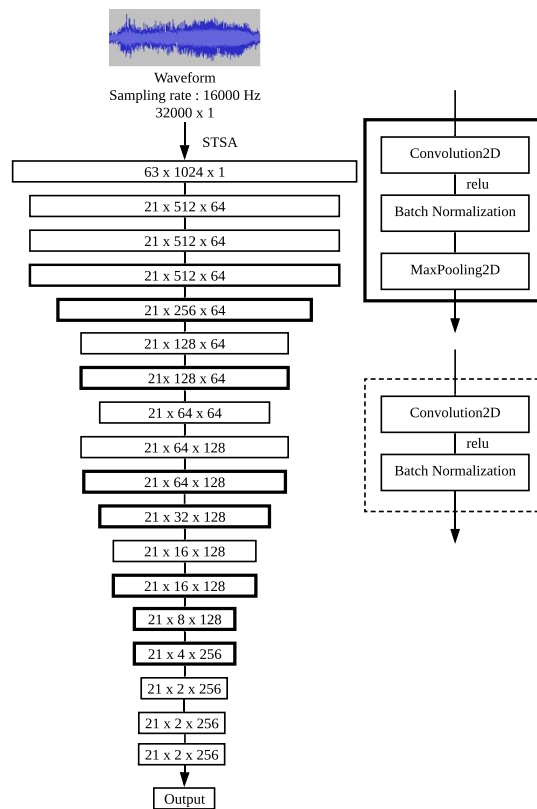 Waveform
Sampling rate : 16000 Hz
32000 x 1
STSA
63 x 1024 x 1
21 x 512 x 64
21 x 512 x 64
21 x 512 x 64
21 x 256 x 64
21 x 128 x 64
21x 128 x 64
21 x 64 x 64
21 x 64 x 128
21 x 64 x 128
21 x 32 x 128
21 x 16 x 128
21 x 16 x 128
21 x 8 x 128
21 x 4 x 256
21 x 2 x 256
21 x 2 x 256
21 x 2 x 256
Output
Convolution2D
relu
Batch Normalization
MaxPooling2D
Convolution2D
relu
Batch Normalization